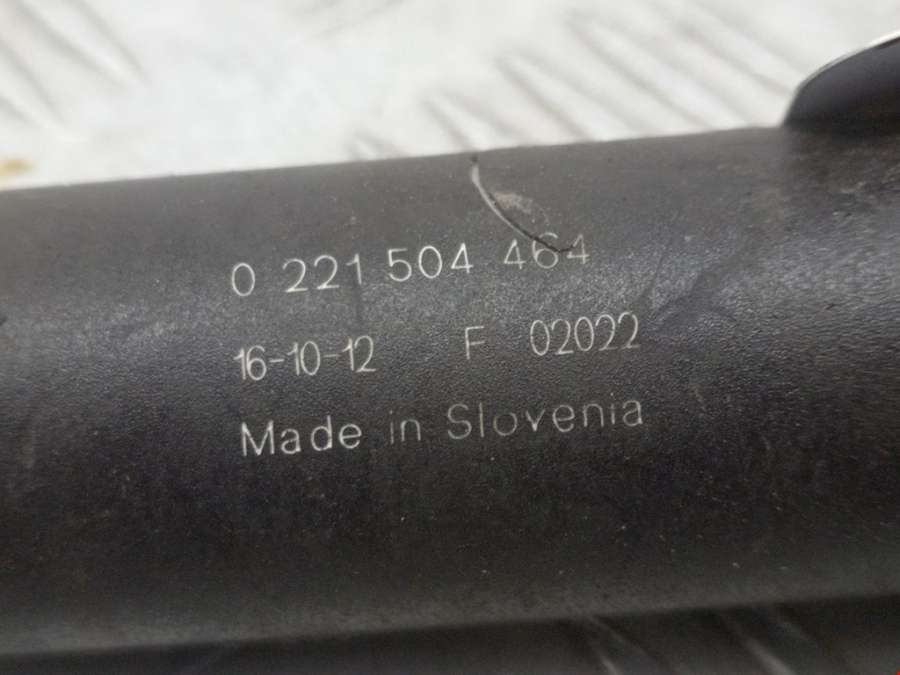 0 221 504 464
16-10-12 F 02022
Made in Slovenia